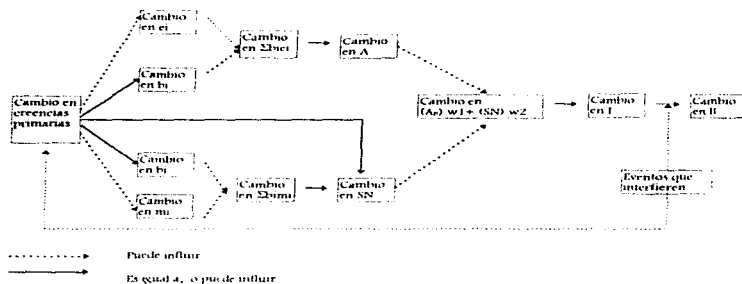 Cambio
en ei
Cambio
en Σbiei
Cambio
en A
Cambio
en bi
Cambio en
creencias
primarias
Cambio en
(Aₚ) w1+ (SN) w2
Cambio
en I
Cambio
en B
Cambio
en bi
Cambio
en mi
Cambio
en Σbimi
Cambio
en SN
Eventos que
interfieren
Puede influir
Es igual a, o puede influir